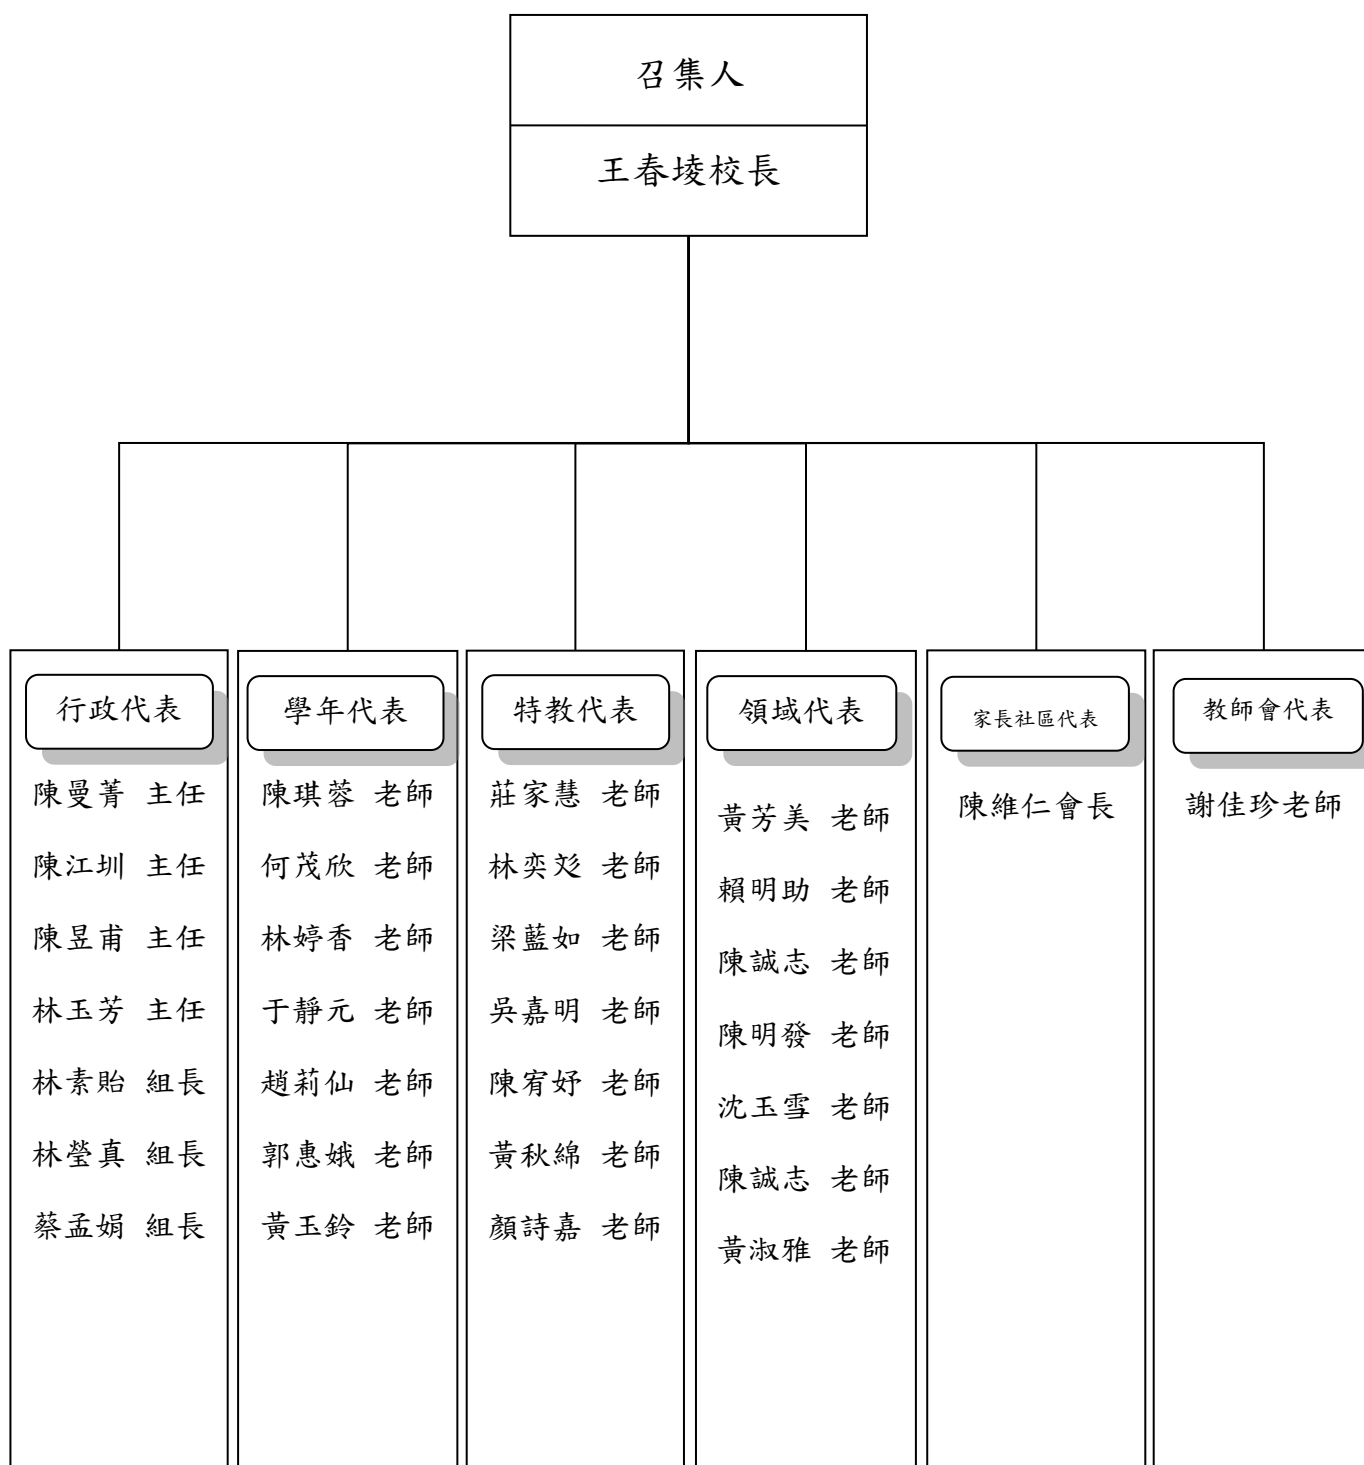 召集人
王春堎校長
行政代表
陳曼菁 主任
陳江圳 主任
陳昱甫 主任
林玉芳 主任
林素貽 組長
林瑩真 組長
蔡孟娟 組長
學年代表
陳琪蓉 老師
何茂欣 老師
林婷香 老師
于靜元 老師
趙莉仙 老師
郭惠娥 老師
黃玉鈴 老師
特教代表
莊家慧 老師
林奕彣 老師
梁藍如 老師
吳嘉明 老師
陳宥妤 老師
黃秋綿 老師
顏詩嘉 老師
領域代表
黃芳美 老師
賴明助 老師
陳誠志 老師
陳明發 老師
沈玉雪 老師
陳誠志 老師
黃淑雅 老師
家長社區代表
陳維仁會長
教師會代表
謝佳珍老師